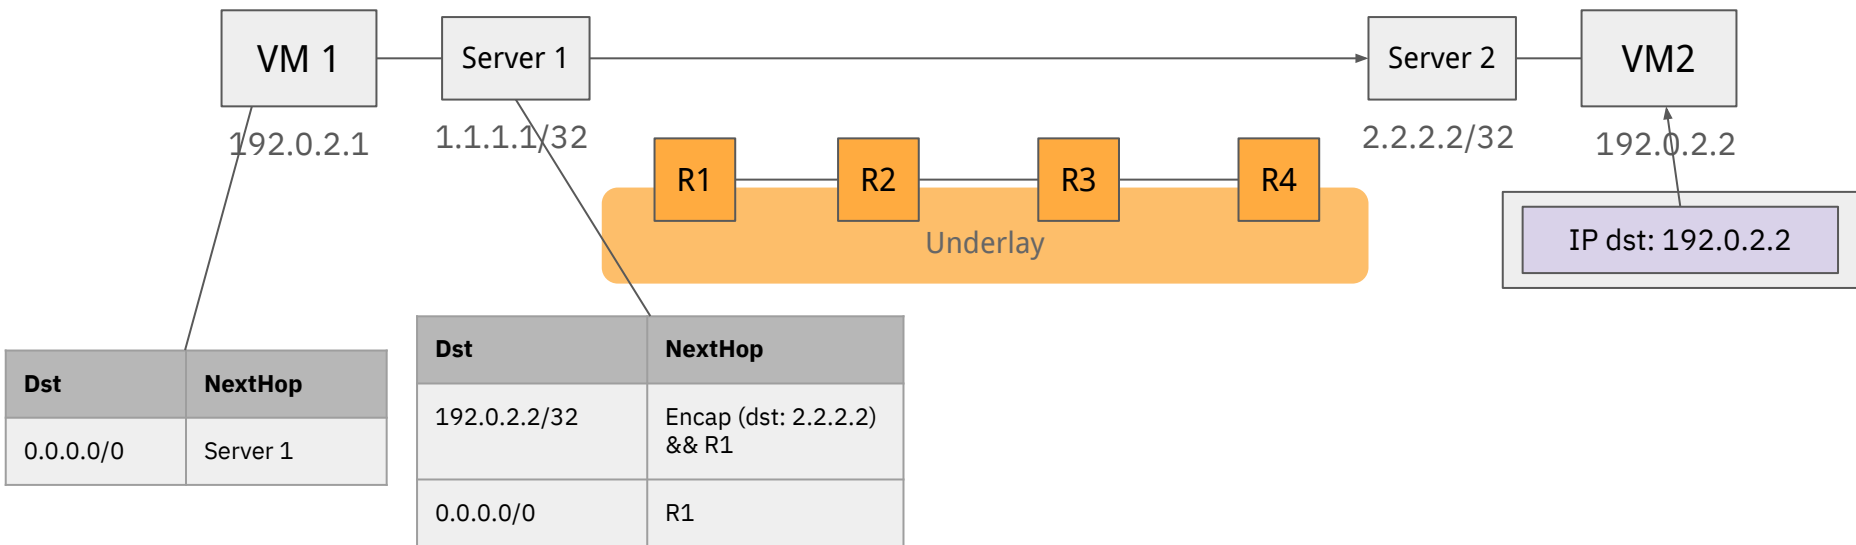 VM 1
Server 1
Server 2
VM2
192.0.2.1
1.1.1.1/32
2.2.2.2/32
192.0.2.2
R1
R2
R3
R4
Underlay
IP dst: 192.0.2.2
Dst
NextHop
0.0.0.0/0
Server 1
Dst
NextHop
192.0.2.2/32
Encap (dst: 2.2.2.2)
&& R1
0.0.0.0/0
R1